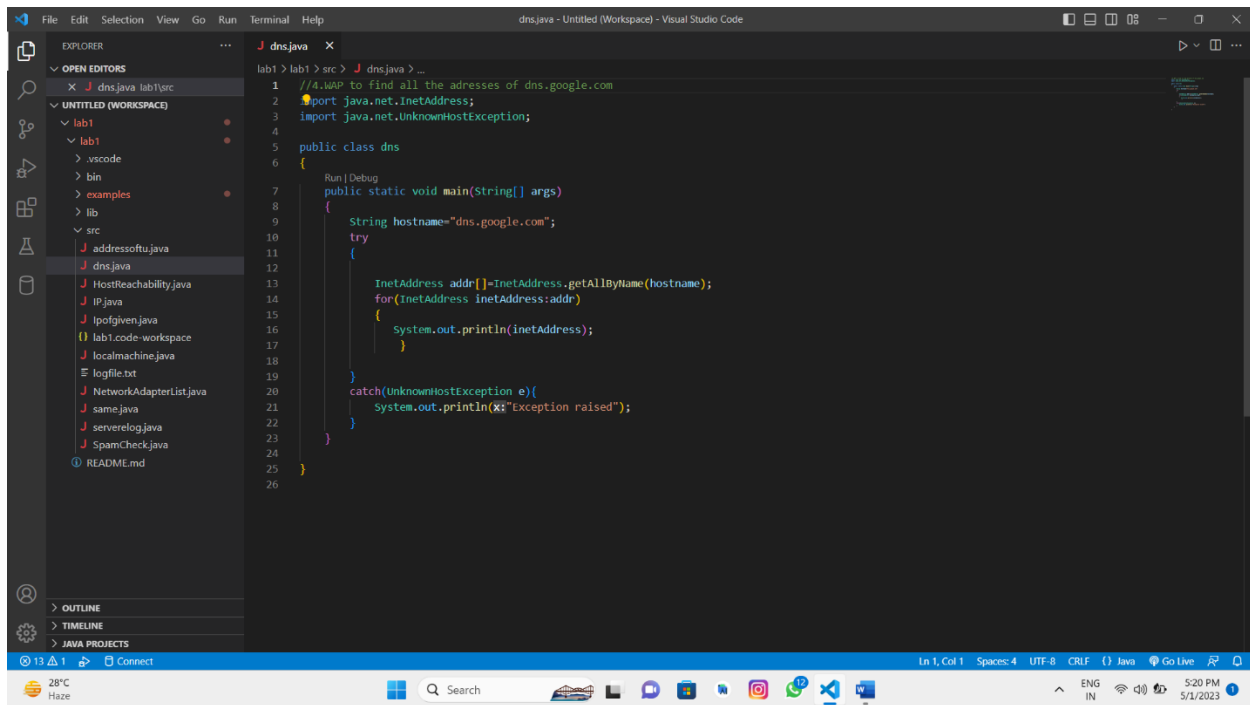 File Edit Selection View Go Run Terminal Help
dns.java - Untitled (Workspace) - Visual Studio Code
EXPLORER
OPEN EDITORS
dns.java lab1\src
UNTITLED (WORKSPACE)
lab1
lab1
.vscode
bin
examples
lib
src
addressoftu.java
dns.java
HostReachability.java
IP.java
Ipofgiven.java
lab1.code-workspace
localmachine.java
logfile.txt
NetworkAdapterList.java
same.java
serverelog.java
SpamCheck.java
README.md
OUTLINE
TIMELINE
JAVA PROJECTS
dns.java
lab1 > lab1 > src > dns.java > ...
1 //4.WAP to find all the adresses of dns.google.com
2 import java.net.InetAddress;
3 import java.net.UnknownHostException;
4
5 public class dns
6 {
Run | Debug
7 public static void main(String[] args)
8 {
9 String hostname="dns.google.com";
10 try
11 {
12
13 InetAddress addr[]=InetAddress.getAllByName(hostname);
14 for(InetAddress inetAddress:addr)
15 {
16 System.out.println(inetAddress);
17 }
18
19 }
20 catch(UnknownHostException e){
21 System.out.println(x:"Exception raised");
22 }
23 }
24
25 }
26
13 1 Connect
Ln 1, Col 1 Spaces: 4 UTF-8 CRLF {} Java Go Live
28°C
Haze
Search
12
ENG
IN
5:20 PM
5/1/2023
1